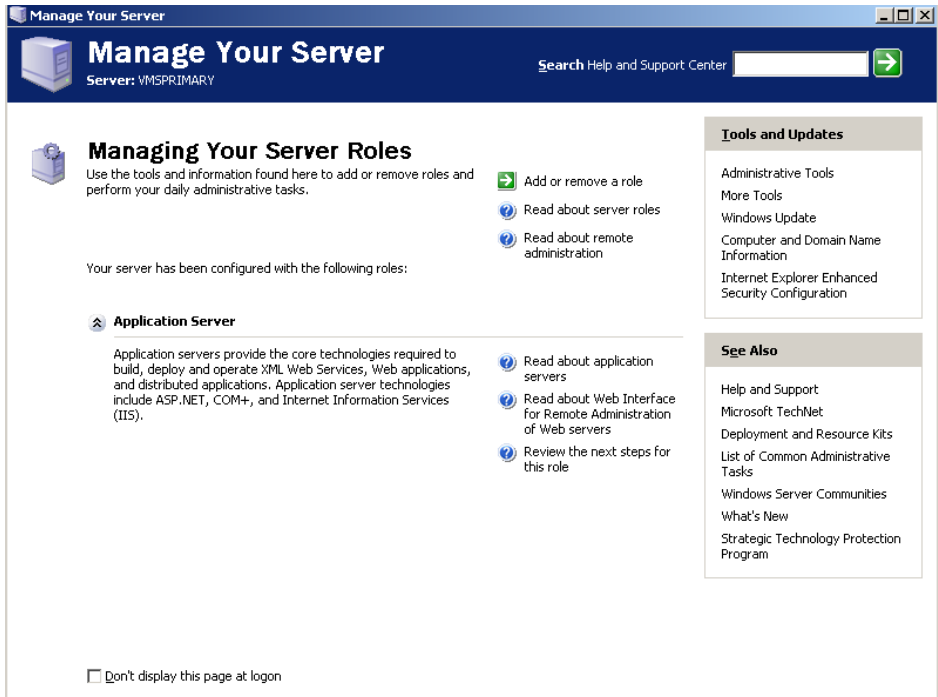 Manage Your Server
Manage Your Server
Server: VMSPRIMARY
Search Help and Support Center
Managing Your Server Roles
Use the tools and information found here to add or remove roles and
perform your daily administrative tasks.
Add or remove a role
Read about server roles
Read about remote
administration
Your server has been configured with the following roles:
Application Server
Application servers provide the core technologies required to
build, deploy and operate XML Web Services, Web applications,
and distributed applications. Application server technologies
include ASP.NET, COM+, and Internet Information Services
(IIS).
Read about application
servers
Read about Web Interface
for Remote Administration
of Web servers
Review the next steps for
this role
Tools and Updates
Administrative Tools
More Tools
Windows Update
Computer and Domain Name
Information
Internet Explorer Enhanced
Security Configuration
See Also
Help and Support
Microsoft TechNet
Deployment and Resource Kits
List of Common Administrative
Tasks
Windows Server Communities
What's New
Strategic Technology Protection
Program
Don't display this page at logon